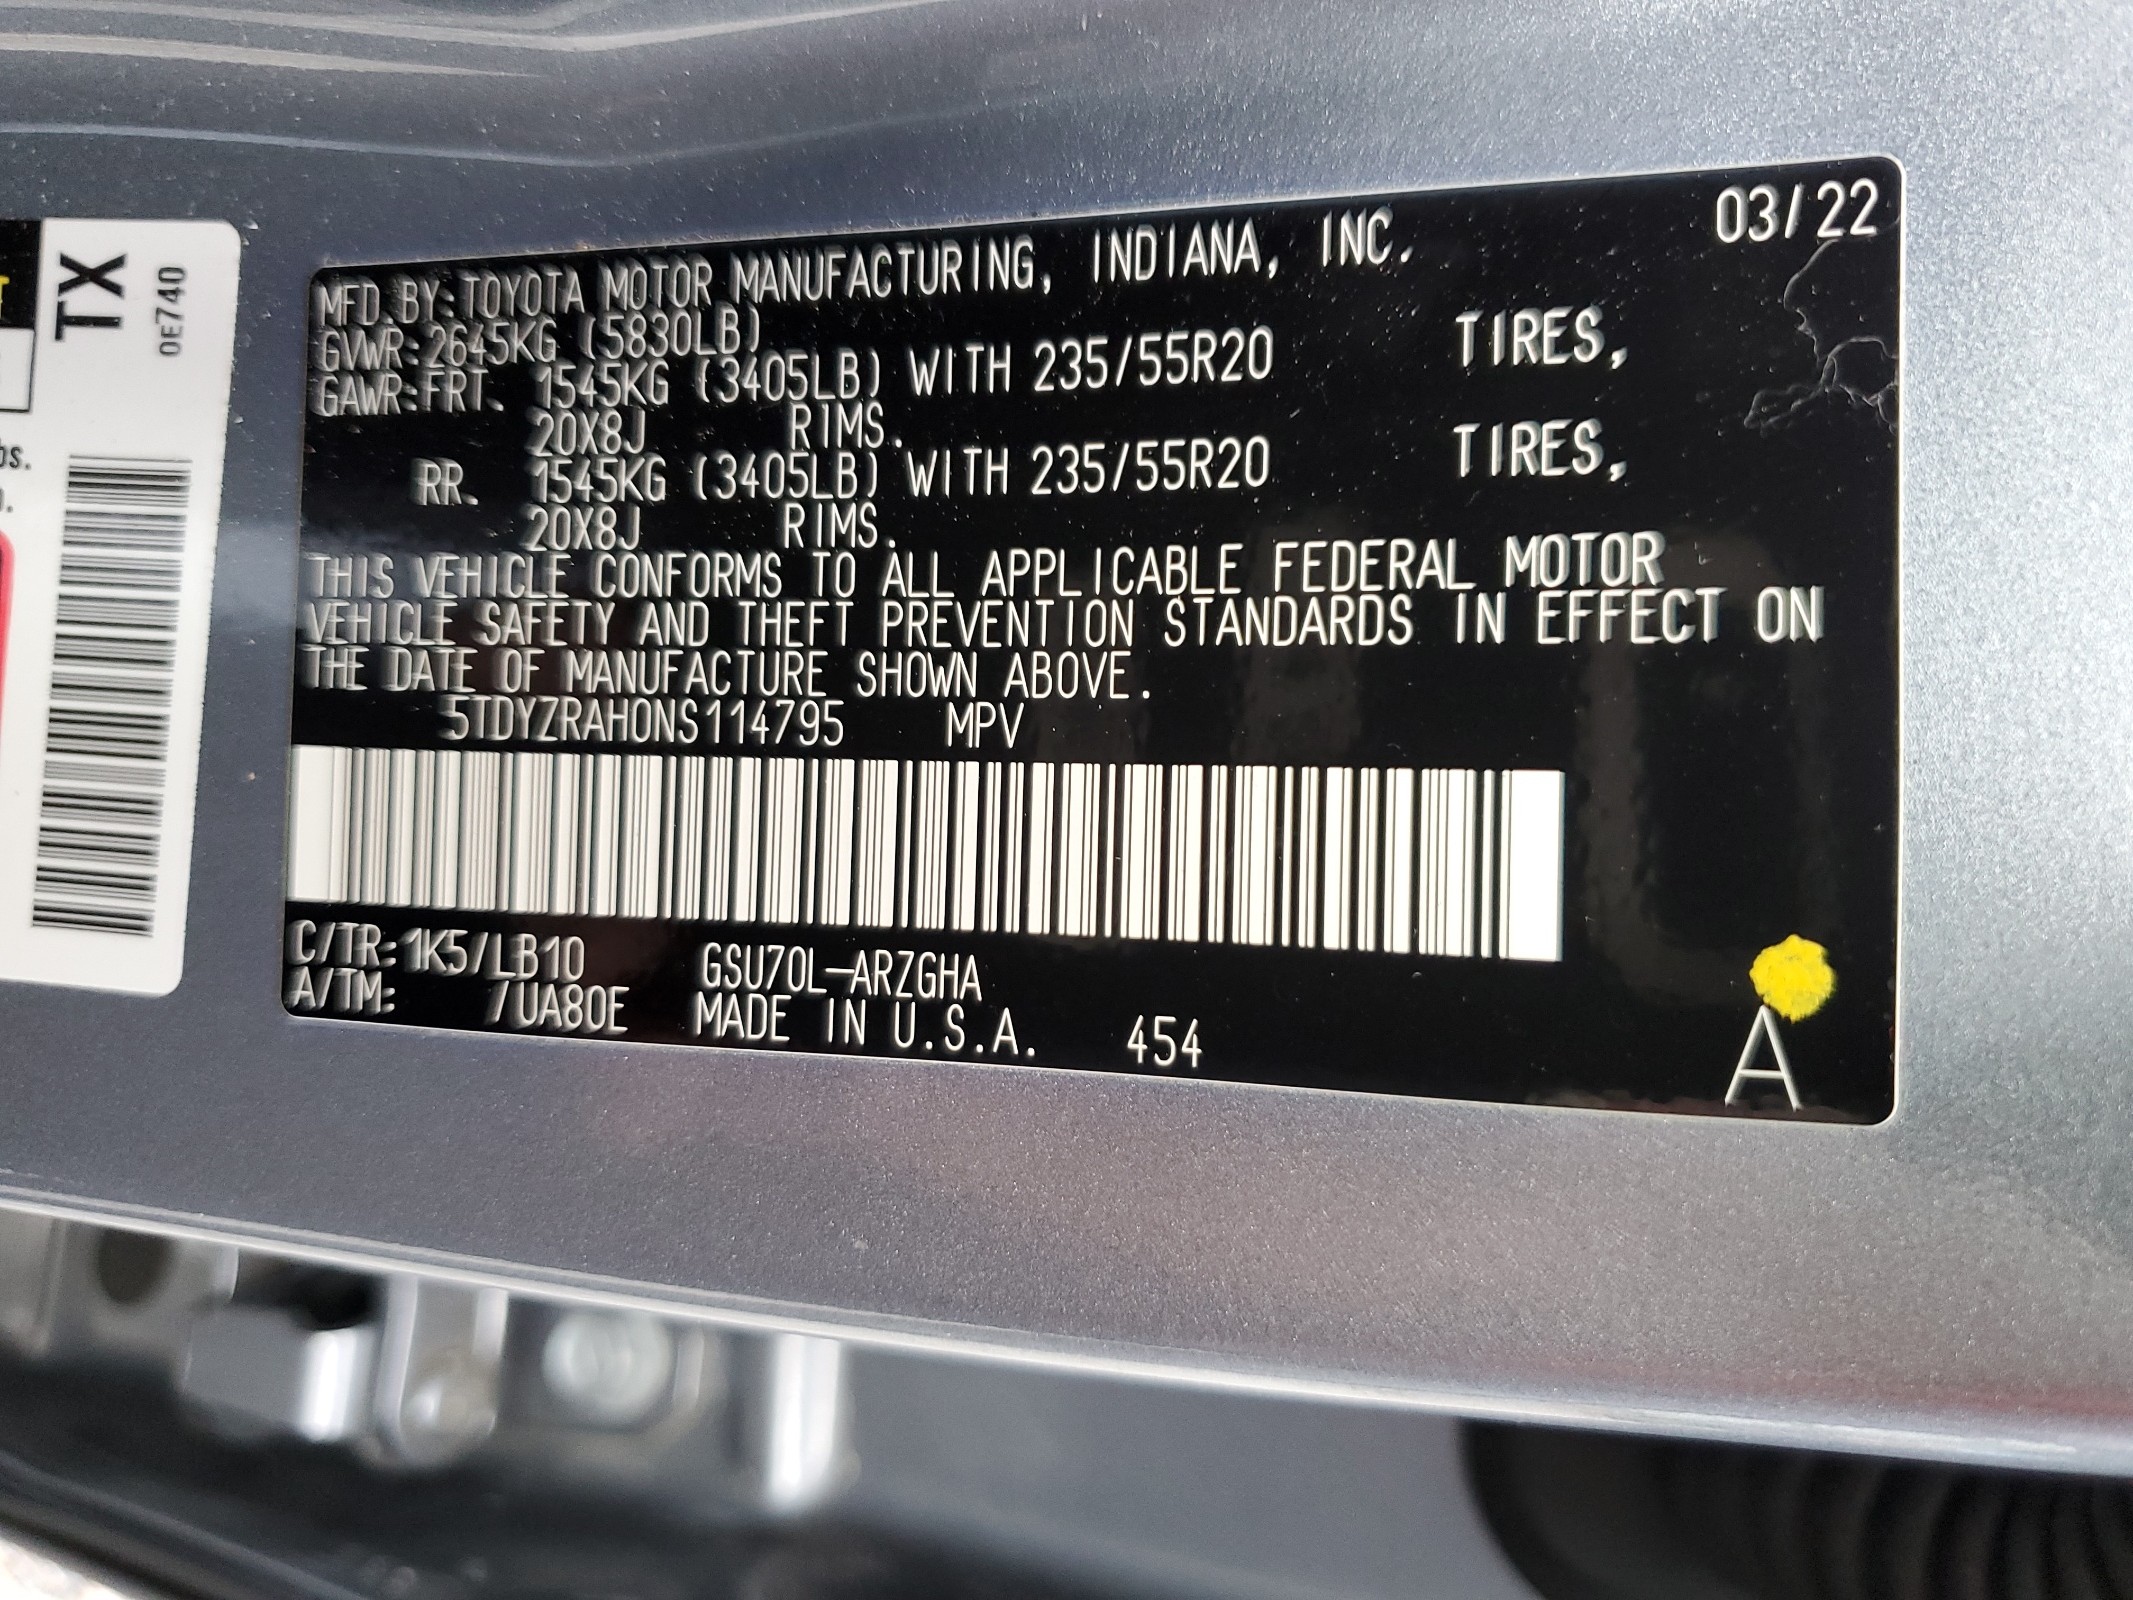 03/22
MFD.BY:TOYOTA MOTOR MANUFACTURING, INDIANA, INC.
GVWR:2645KG (5830LB)
GAWR:FRT. 1545KG (3405LB) WITH 235/55R20 TIRES,
20X8J RIMS.
RR. 1545KG (3405LB) WITH 235/55R20 TIRES,
20X8J RIMS.
THIS VEHICLE CONFORMS TO ALL APPLICABLE FEDERAL MOTOR
VEHICLE SAFETY AND THEFT PREVENTION STANDARDS IN EFFECT ON
THE DATE OF MANUFACTURE SHOWN ABOVE.
5TDYZRAH0NS114795 MPV
C/TR:1K5/LB10 GSU70L-ARZGHA
A/TM: /UA80E MADE IN U.S.A. 454
A
TX
0E740